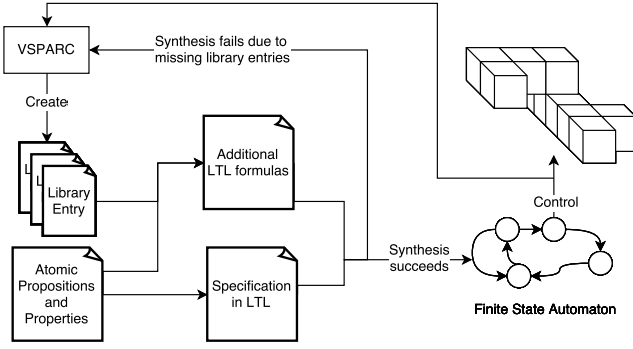 VSPARC
Synthesis fails due to
missing library entries
Create
L
L
Library
Entry
Additional
LTL formulas
Atomic
Propositions
and
Properties
Specification
in LTL
Synthesis
succeeds
Control
Finite State Automaton